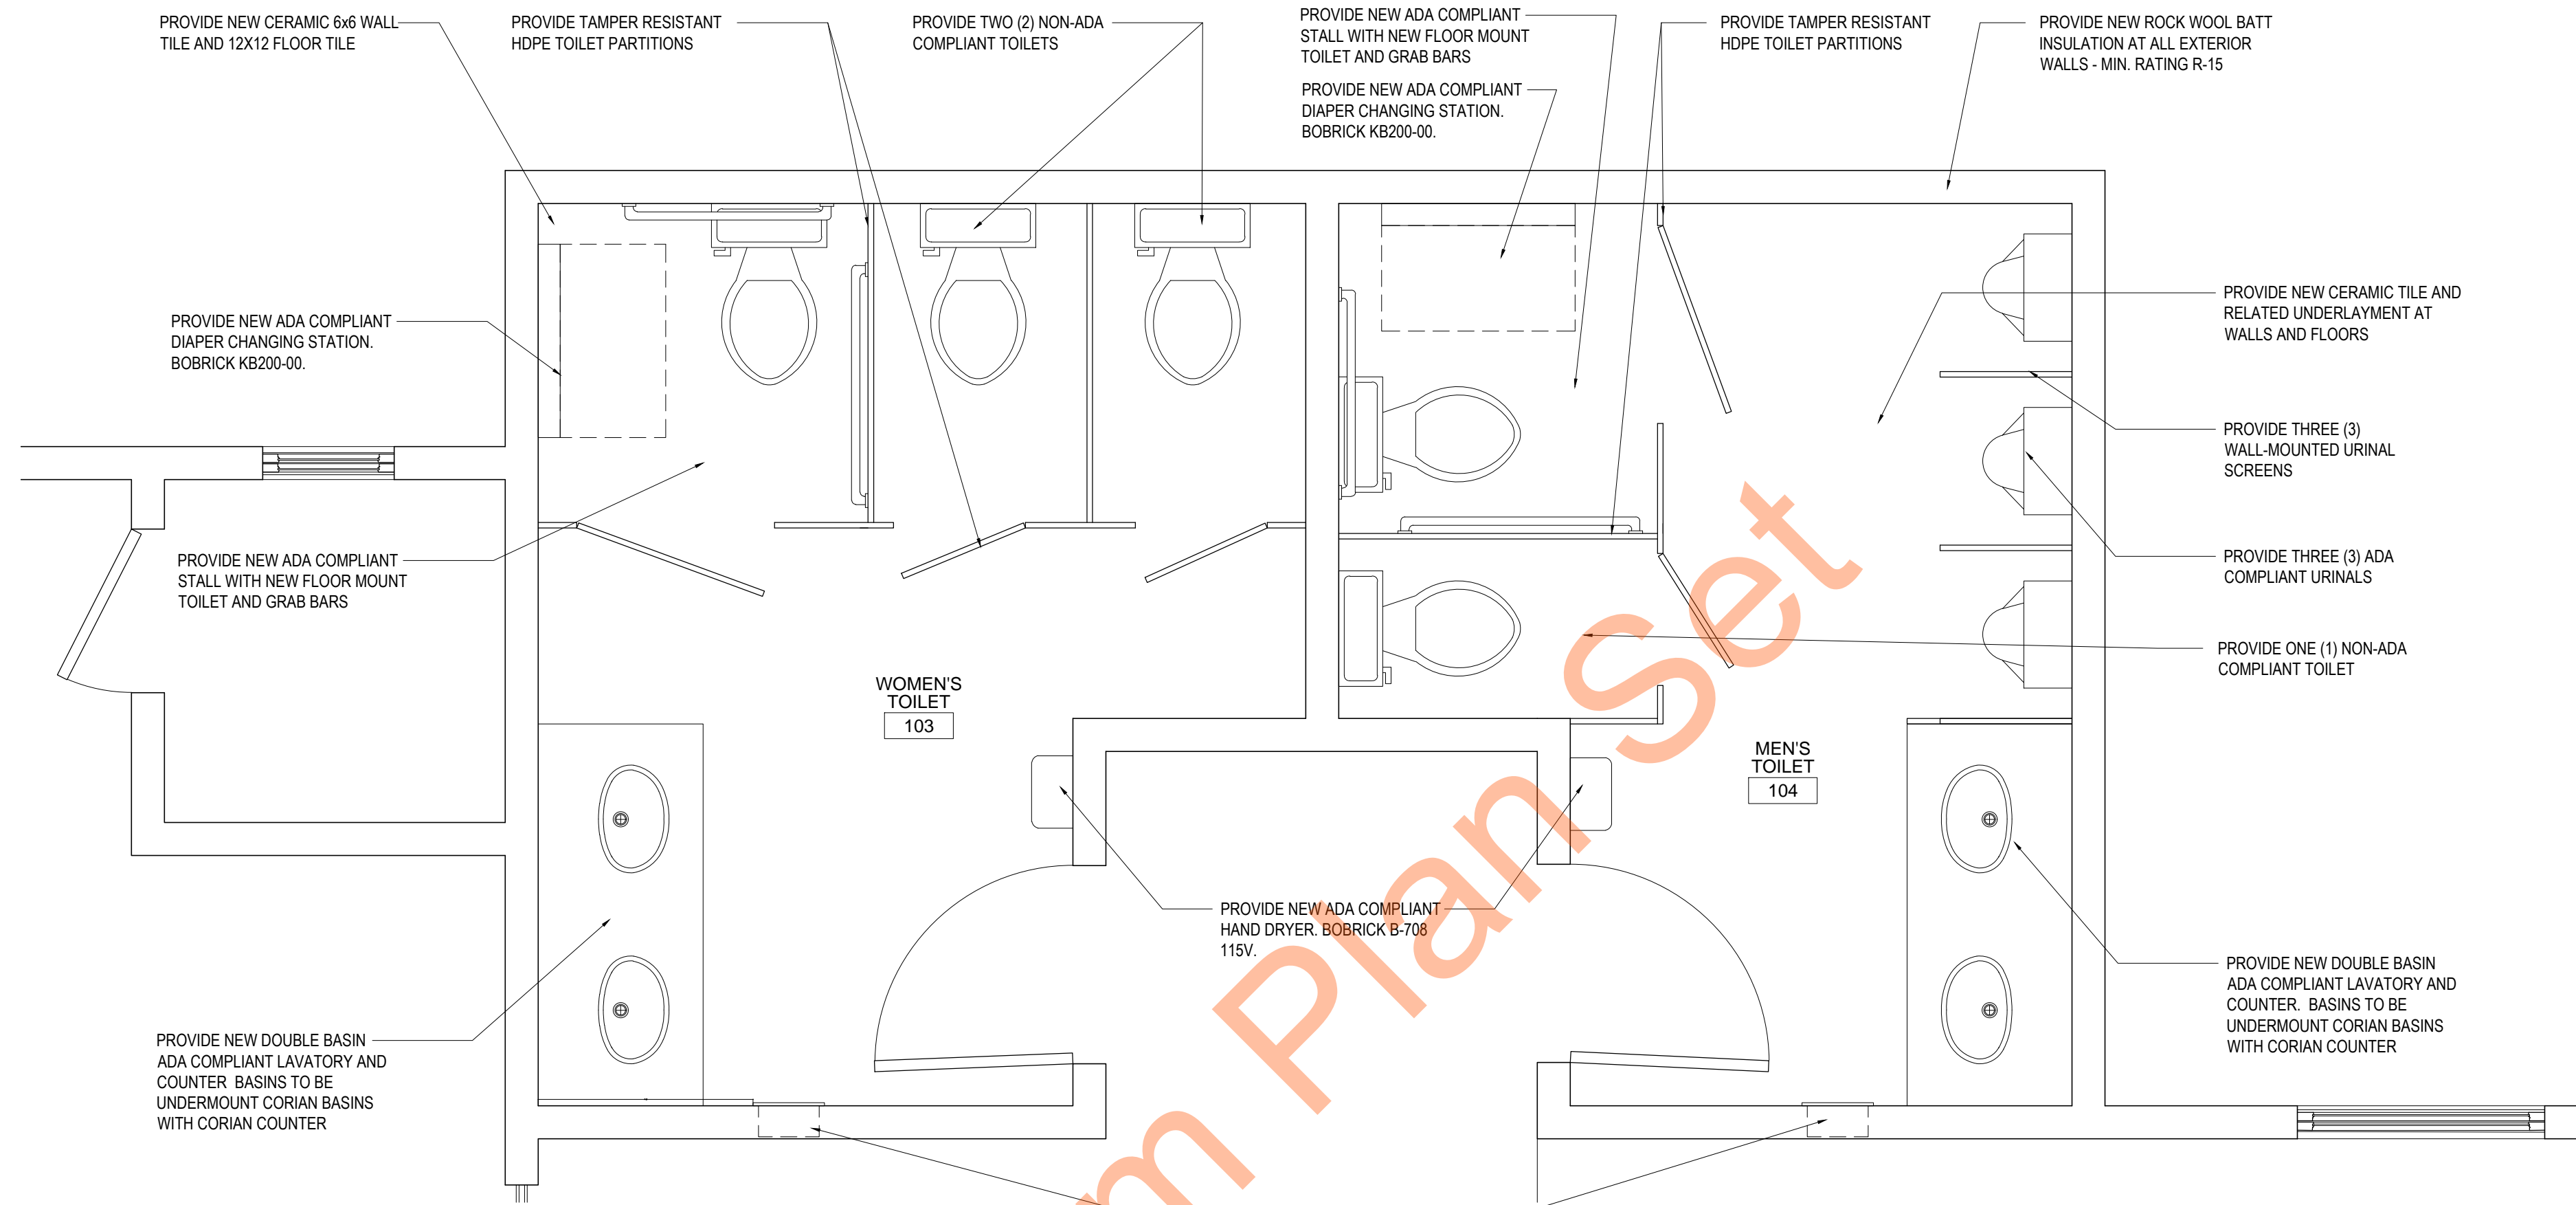 PROVIDE NEW CERAMIC 6x6 WALL
TILE AND 12X12 FLOOR TILE
PROVIDE TAMPER RESISTANT
HDPE TOILET PARTITIONS
PROVIDE TWO (2) NON-ADA
COMPLIANT TOILETS
PROVIDE NEW ADA COMPLIANT
STALL WITH NEW FLOOR MOUNT
TOILET AND GRAB BARS
PROVIDE NEW ADA COMPLIANT
DIAPER CHANGING STATION.
BOBRICK KB200-00.
PROVIDE TAMPER RESISTANT
HDPE TOILET PARTITIONS
PROVIDE NEW ROCK WOOL BATT
INSULATION AT ALL EXTERIOR
WALLS - MIN. RATING R-15
PROVIDE NEW ADA COMPLIANT
DIAPER CHANGING STATION.
BOBRICK KB200-00.
PROVIDE NEW CERAMIC TILE AND
RELATED UNDERLAYMENT AT
WALLS AND FLOORS
PROVIDE THREE (3)
WALL-MOUNTED URINAL
SCREENS
PROVIDE NEW ADA COMPLIANT
STALL WITH NEW FLOOR MOUNT
TOILET AND GRAB BARS
PROVIDE THREE (3) ADA
COMPLIANT URINALS
PROVIDE ONE (1) NON-ADA
COMPLIANT TOILET
WOMEN'S
TOILET
103
MEN'S
TOILET
104
PROVIDE NEW ADA COMPLIANT
HAND DRYER. BOBRICK B-708
115V.
PROVIDE NEW DOUBLE BASIN
ADA COMPLIANT LAVATORY AND
COUNTER  BASINS TO BE
UNDERMOUNT CORIAN BASINS
WITH CORIAN COUNTER
PROVIDE NEW DOUBLE BASIN
ADA COMPLIANT LAVATORY AND
COUNTER.  BASINS TO BE
UNDERMOUNT CORIAN BASINS
WITH CORIAN COUNTER
m Plan Set